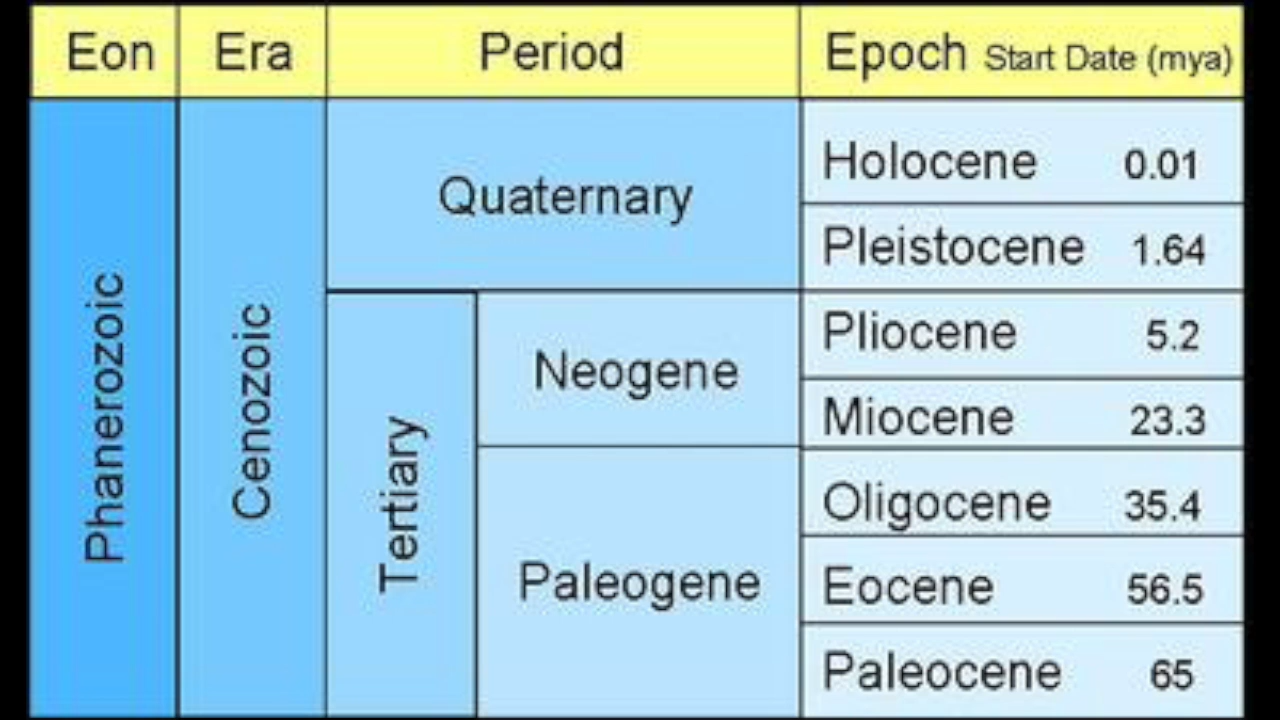 Eon Era Period Epoch Start Date (mya)
Phanerozoic
Cenozoic
Quaternary
Holocene 0.01
Pleistocene 1.64
Tertiary
Neogene
Pliocene 5.2
Miocene 23.3
Paleogene
Oligocene 35.4
Eocene 56.5
Paleocene 65